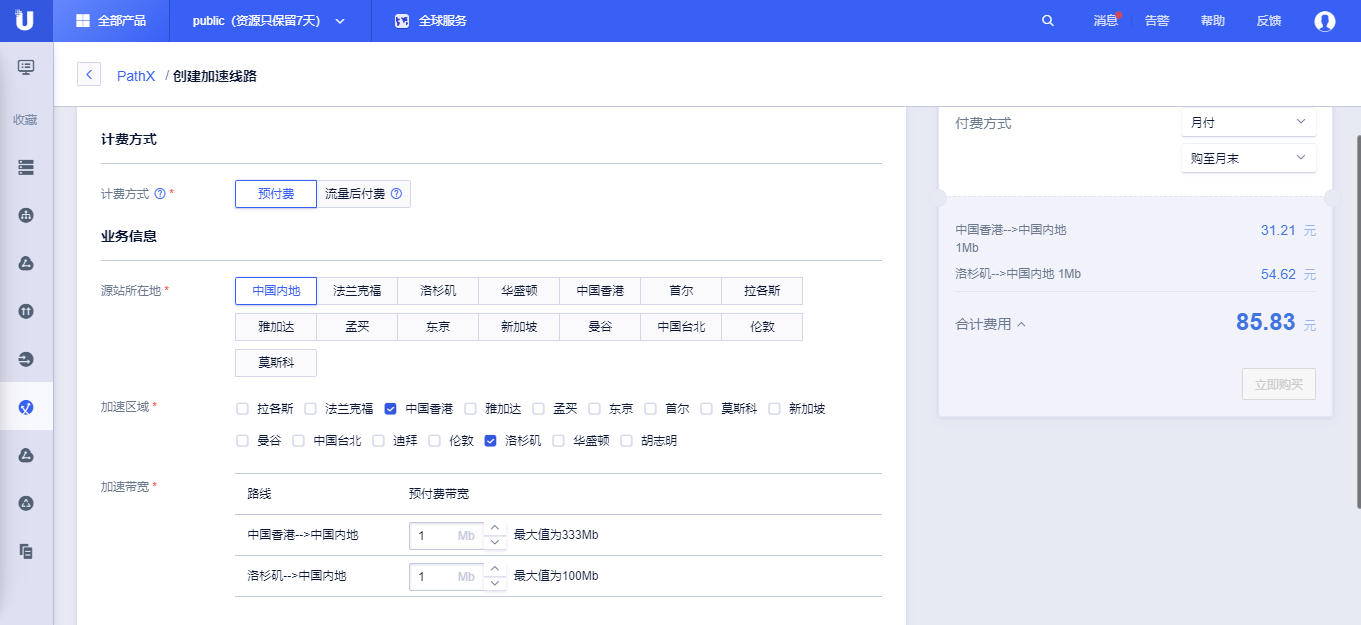 全部产品 public（资源只保留7天） 全球服务 消息 告警 帮助 反馈
PathX / 创建加速线路
收藏
计费方式
计费方式 * 预付费 流量后付费
业务信息
源站所在地 * 中国内地 法兰克福 洛杉矶 华盛顿 中国香港 首尔 拉各斯
雅加达 孟买 东京 新加坡 曼谷 中国台北 伦敦
莫斯科
加速区域 * 拉各斯 法兰克福 中国香港 雅加达 孟买 东京 首尔 莫斯科 新加坡
曼谷 中国台北 迪拜 伦敦 洛杉矶 华盛顿 胡志明
加速带宽 *
路线 预付费带宽
中国香港-->中国内地 1 Mb 最大值为333Mb
洛杉矶-->中国内地 1 Mb 最大值为100Mb
付费方式 月付
购至月末
中国香港-->中国内地 31.21 元
1Mb
洛杉矶-->中国内地 1Mb 54.62 元
合计费用 85.83 元
立即购买